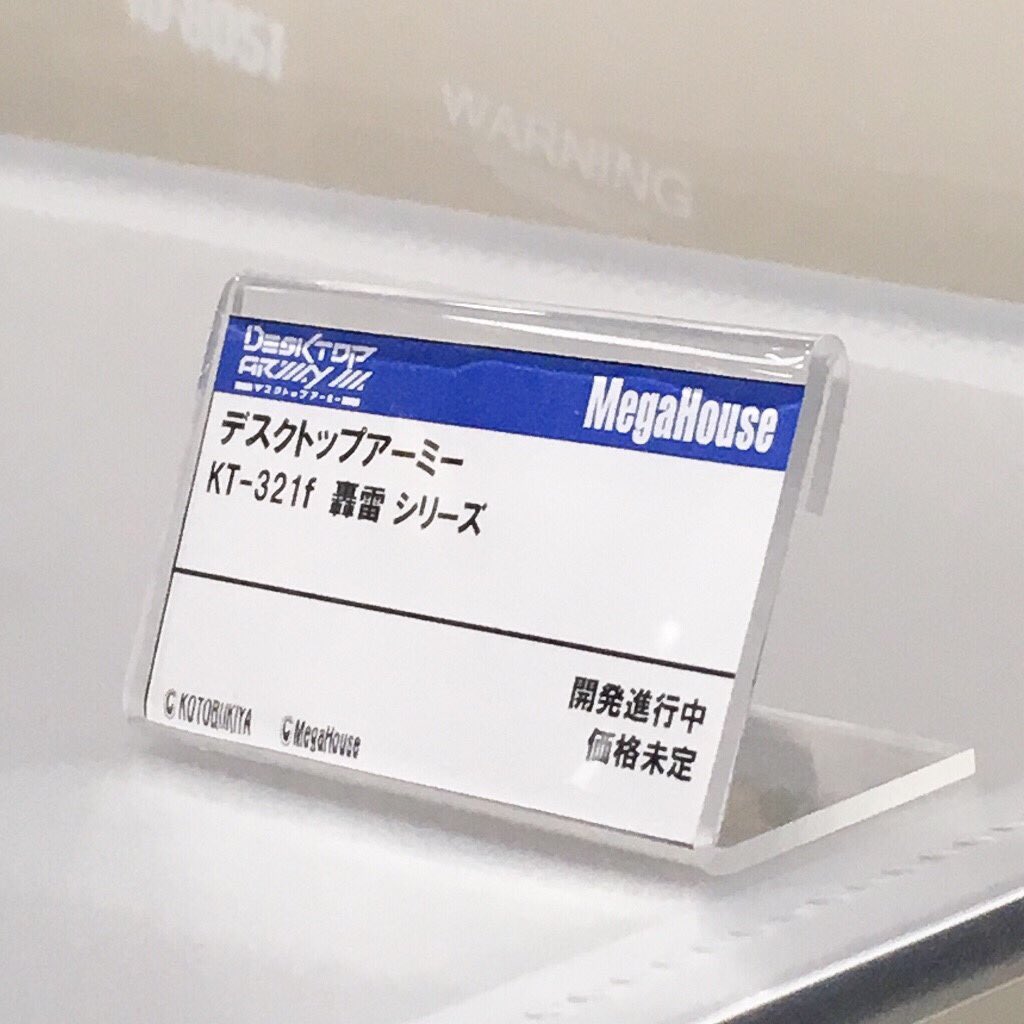 WARNING
DESKTOP
ARMY
デスクトップアーミー
MegaHouse
デスクトップアーミー
KT-321f 轟雷 シリーズ
開発進行中
価格未定
©KOTOBUKIYA ©MegaHouse